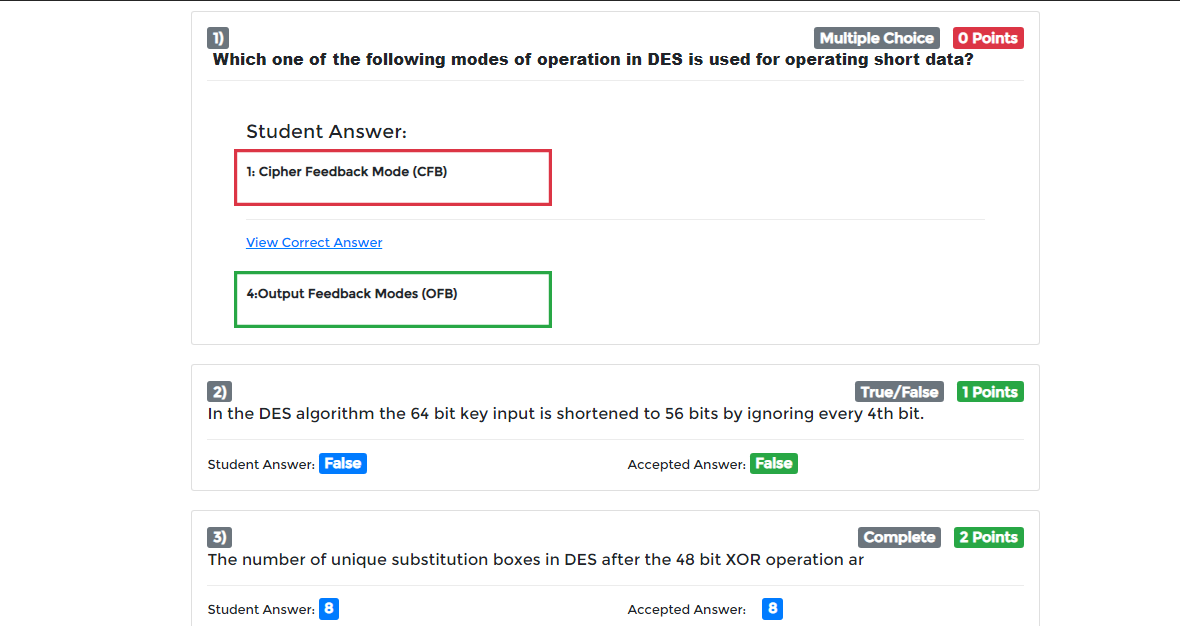 1)
Multiple Choice 0 Points
Which one of the following modes of operation in DES is used for operating short data?
Student Answer:
1: Cipher Feedback Mode (CFB)
View Correct Answer
4:Output Feedback Modes (OFB)
2)
True/False 1 Points
In the DES algorithm the 64 bit key input is shortened to 56 bits by ignoring every 4th bit.
Student Answer: False Accepted Answer: False
3)
Complete 2 Points
The number of unique substitution boxes in DES after the 48 bit XOR operation ar
Student Answer: 8 Accepted Answer: 8